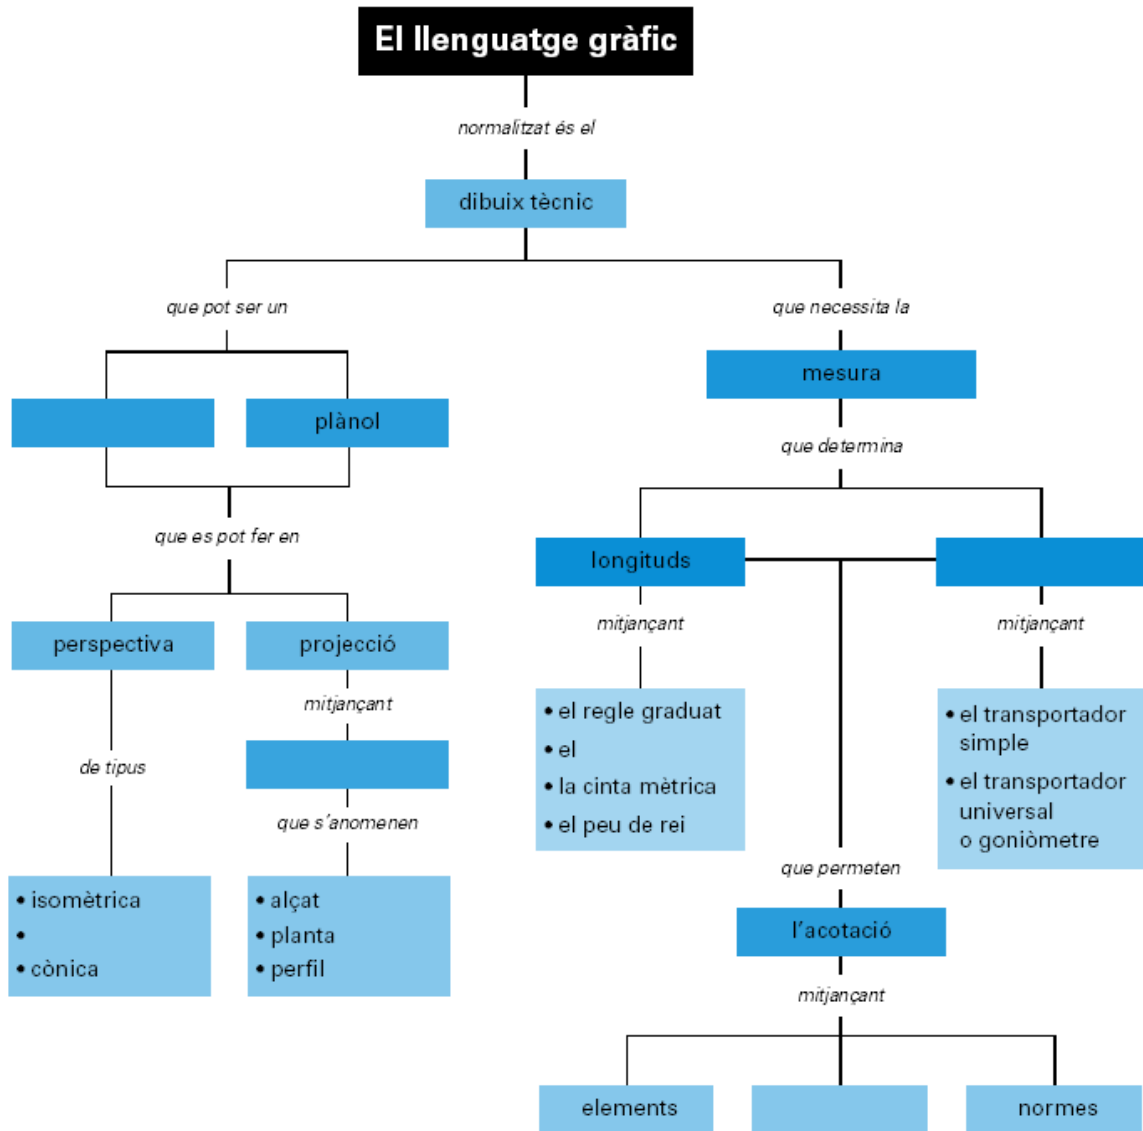 El llenguatge gràfic
normalitzat és el
dibuix tècnic
que pot ser un
plànol
que es pot fer en
perspectiva
de tipus
• isomètrica
•
• cònica
projecció
mitjançant
que s'anomenen
• alçat
• planta
• perfil
que necessita la
mesura
que determina
longituds
mitjançant
• el regle graduat
• el
• la cinta mètrica
• el peu de rei
mitjançant
• el transportador
simple
• el transportador
universal
o goniòmetre
que permeten
l'acotació
mitjançant
elements
normes